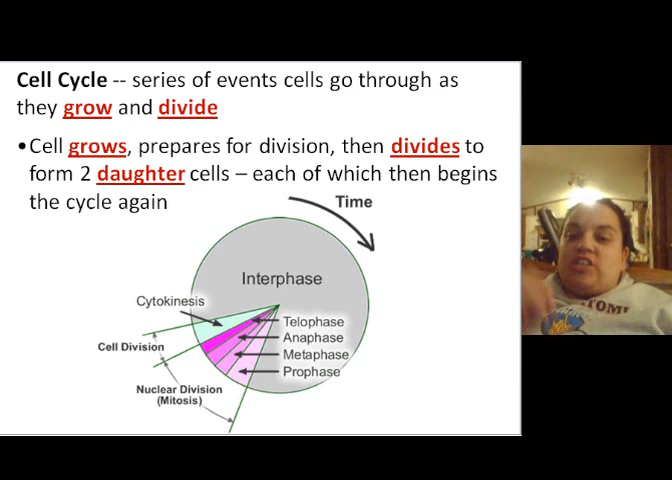 Cell Cycle -- series of events cells go through as
they grow and divide
•Cell grows, prepares for division, then divides to
form 2 daughter cells – each of which then begins
the cycle again
Time
Interphase
Cytokinesis
Telophase
Anaphase
Metaphase
Prophase
Cell Division
Nuclear Division
(Mitosis)